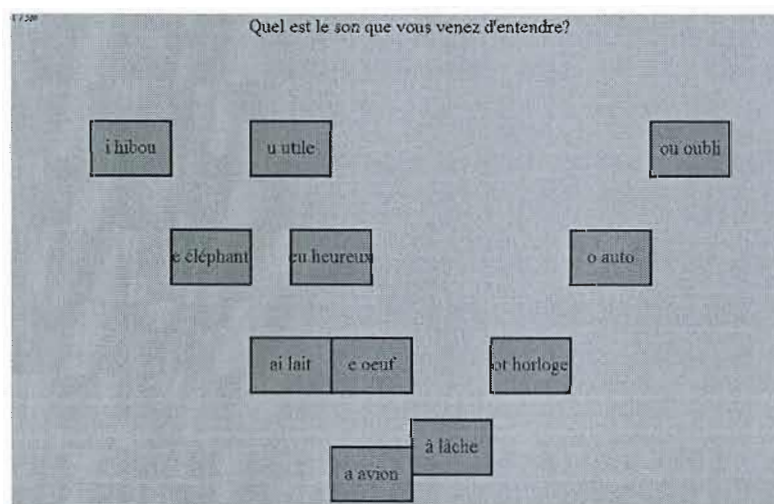 Quel est le son que vous venez d'entendre?
i hibou u utile ou oubli
e éléphant eu heureux o auto
ai lait e oeuf ot horloge
â lâche
a avion